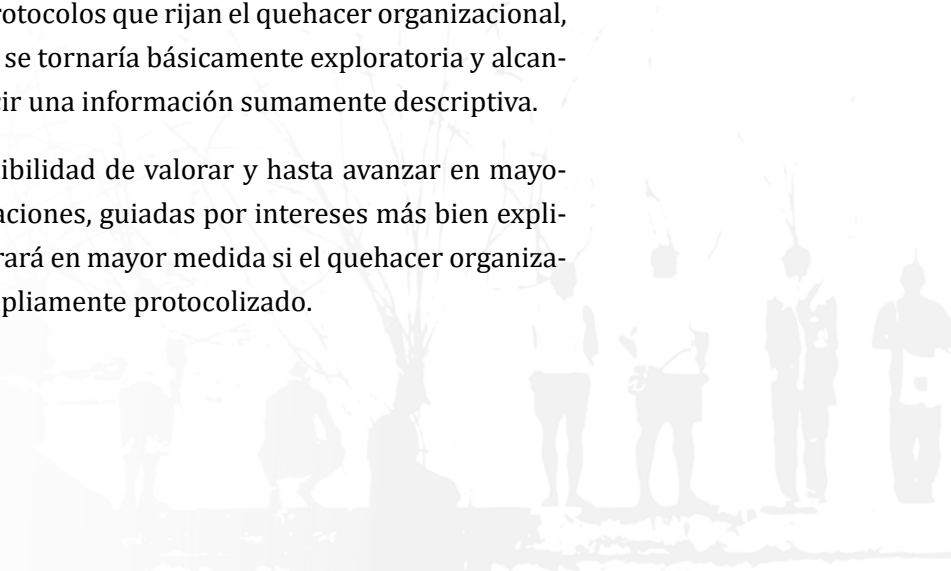 rotocolos que rijan el quehacer organizacional,
se tornaría básicamente exploratoria y alcan-
cir una información sumamente descriptiva.
ibilidad de valorar y hasta avanzar en mayo-
aciones, guiadas por intereses más bien expli-
rará en mayor medida si el quehacer organiza-
pliamente protocolizado.